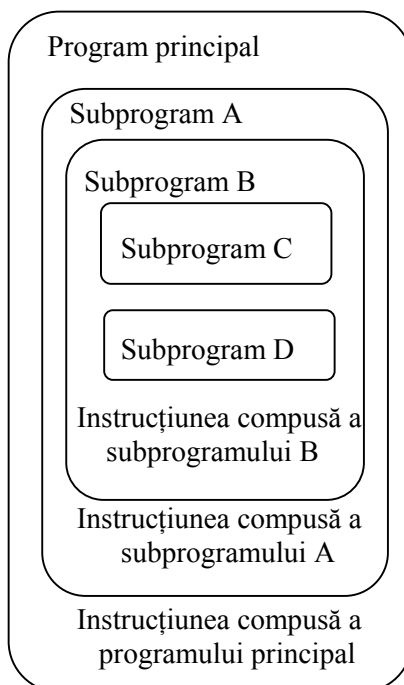 Program principal
Subprogram A
Subprogram B
Subprogram C
Subprogram D
Instrucțiunea compusă a
subprogramului B
Instrucțiunea compusă a
subprogramului A
Instrucțiunea compusă a
programului principal